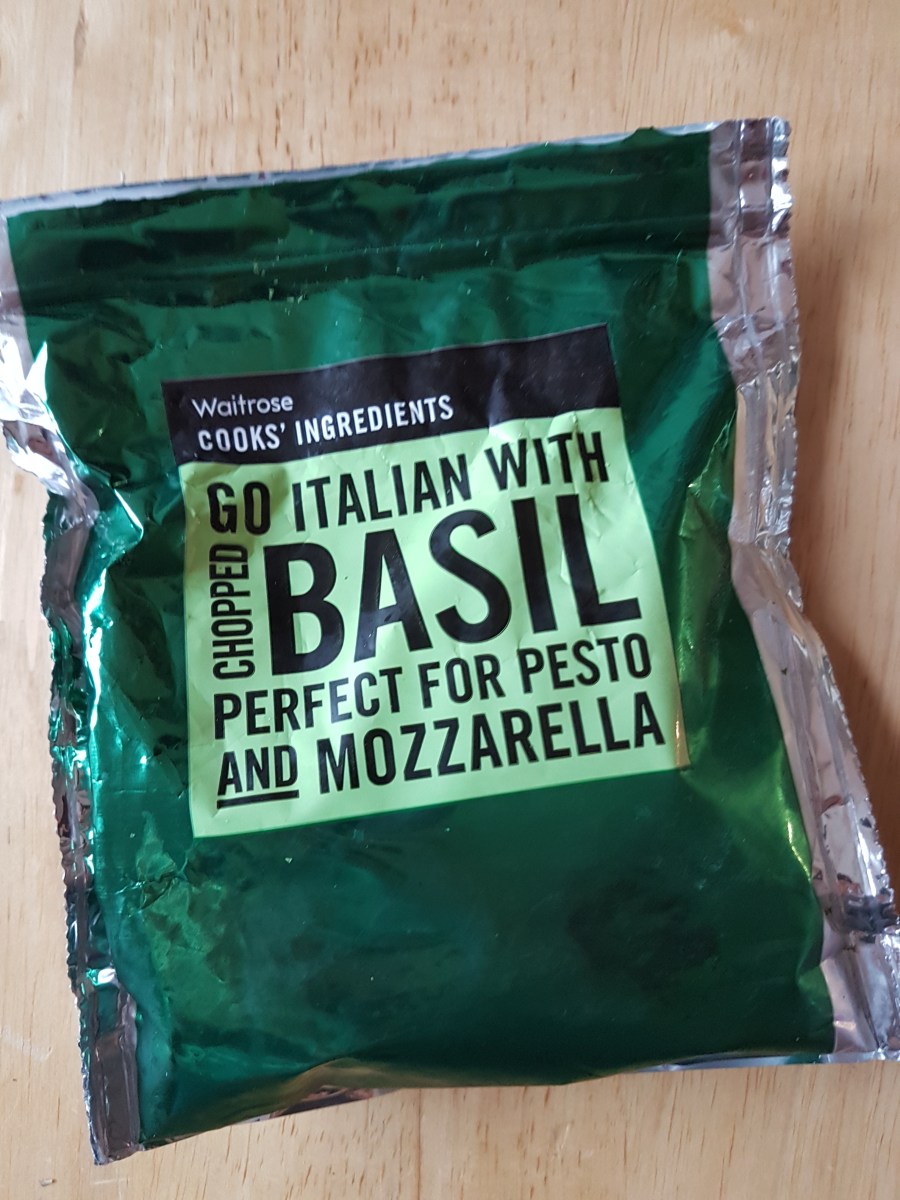 Waitrose
COOKS' INGREDIENTS
GO ITALIAN WITH
CHOPPED
BASIL
PERFECT FOR PESTO
AND MOZZARELLA